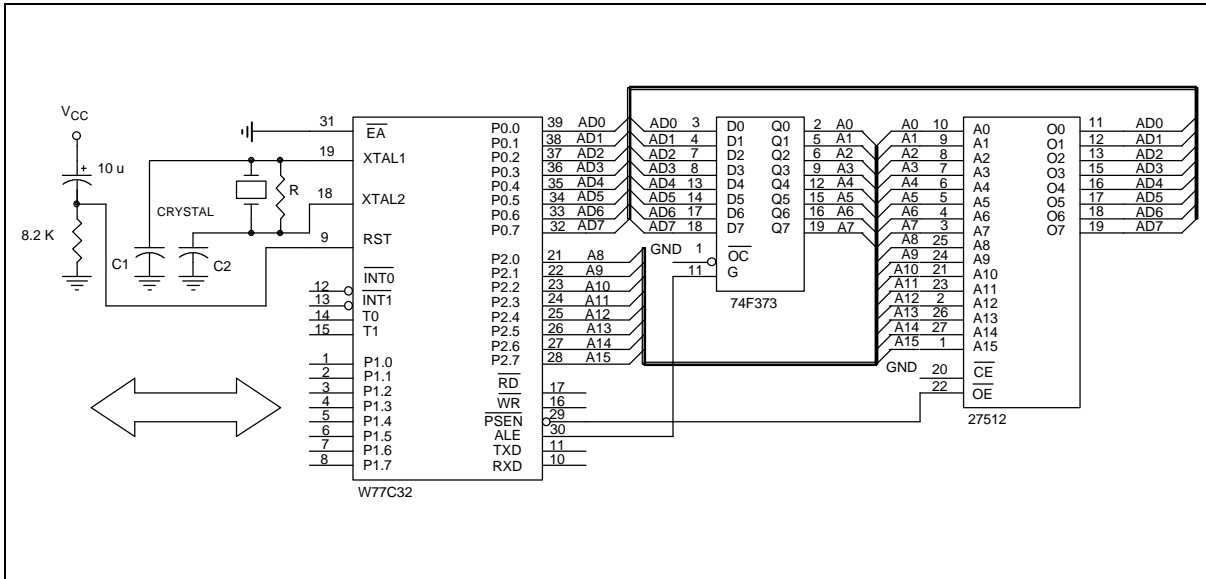 VCC
10 u
8.2 K
C1
C2
CRYSTAL
R
31 EA
19 XTAL1
18 XTAL2
9 RST
12 INT0
13 INT1
14 T0
15 T1
1 P1.0
2 P1.1
3 P1.2
4 P1.3
5 P1.4
6 P1.5
7 P1.6
8 P1.7
P0.0 39 AD0
P0.1 38 AD1
P0.2 37 AD2
P0.3 36 AD3
P0.4 35 AD4
P0.5 34 AD5
P0.6 33 AD6
P0.7 32 AD7
P2.0 21 A8
P2.1 22 A9
P2.2 23 A10
P2.3 24 A11
P2.4 25 A12
P2.5 26 A13
P2.6 27 A14
P2.7 28 A15
RD 17
WR 16
PSEN 29
ALE 30
TXD 11
RXD 10
W77C32
AD0 3 D0 Q0 2 A0
AD1 4 D1 Q1 5 A1
AD2 7 D2 Q2 6 A2
AD3 8 D3 Q3 9 A3
AD4 13 D4 Q4 12 A4
AD5 14 D5 Q5 15 A5
AD6 17 D6 Q6 16 A6
AD7 18 D7 Q7 19 A7
GND 1 OC
11 G
74F373
A0 10 A0 O0 11 AD0
A1 9 A1 O1 12 AD1
A2 8 A2 O2 13 AD2
A3 7 A3 O3 15 AD3
A4 6 A4 O4 16 AD4
A5 5 A5 O5 17 AD5
A6 4 A6 O6 18 AD6
A7 3 A7 O7 19 AD7
A8 25 A8
A9 24 A9
A10 21 A10
A11 23 A11
A12 2 A12
A13 26 A13
A14 27 A14
A15 1 A15
GND 20 CE
22 OE
27512